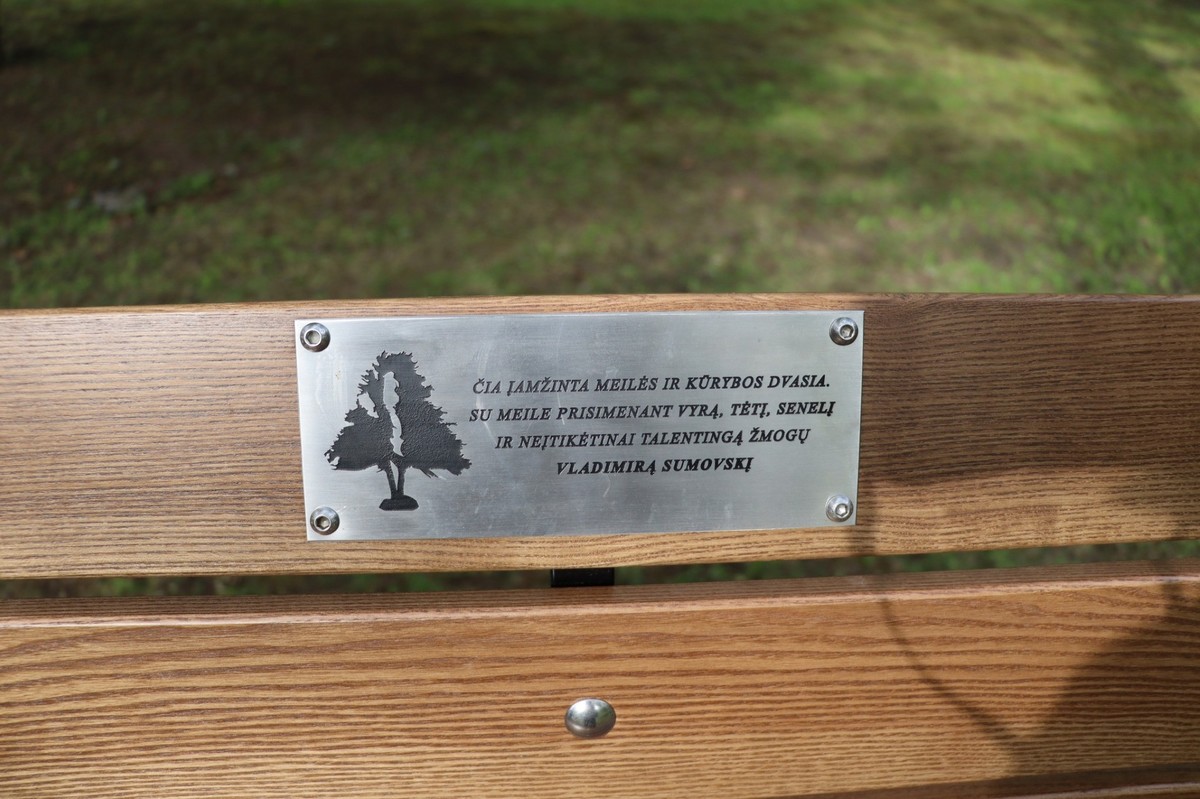 ČIA ĮAMŽINTA MEILĖS IR KŪRYBOS DVASIA.
SU MEILE PRISIMENANT VYRĄ, TĖTĮ, SENELĮ
IR NEĮTIKĖTINAI TALENTINGĄ ŽMOGŲ
VLADIMIRĄ SUMOVSKĮ